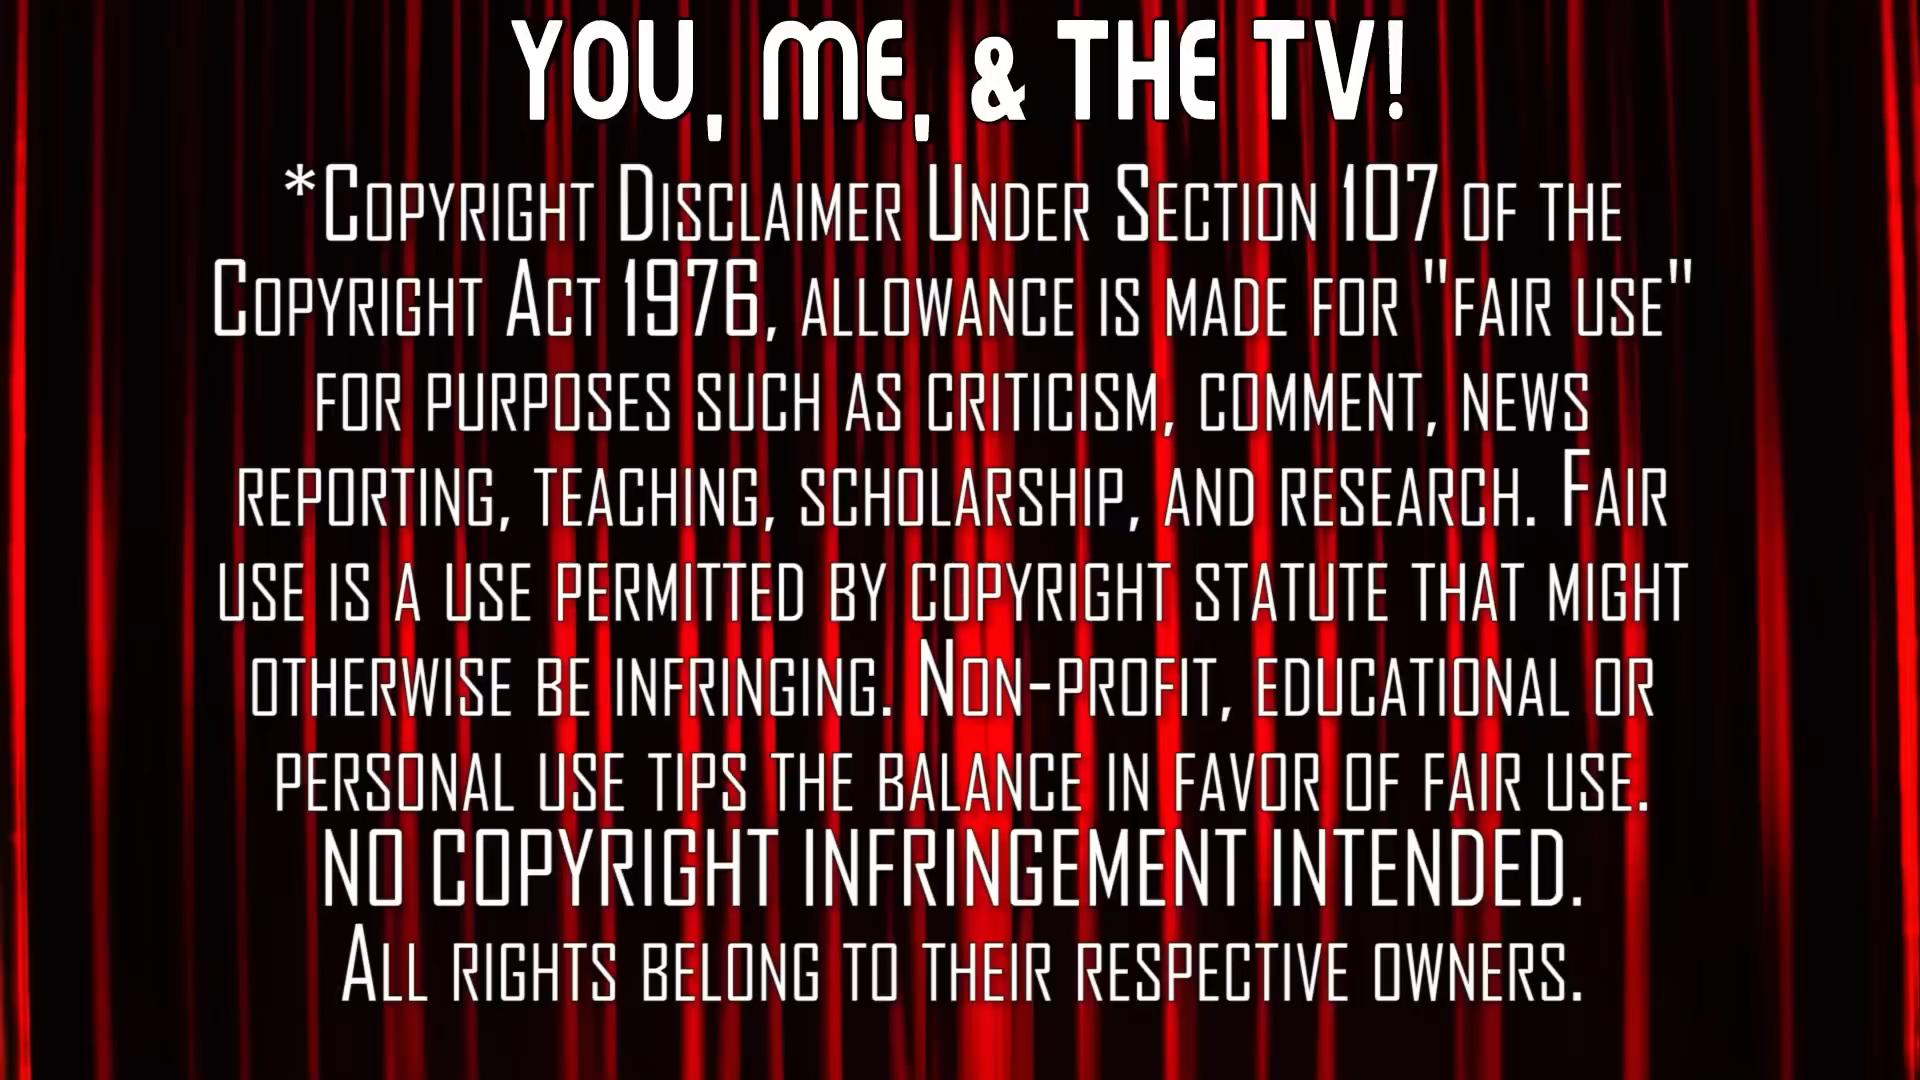 YOU, ME, & THE TV!
*Copyright Disclaimer Under Section 107 of the
Copyright Act 1976, allowance is made for "fair use"
for purposes such as criticism, comment, news
reporting, teaching, scholarship, and research. Fair
use is a use permitted by copyright statute that might
otherwise be infringing. Non-profit, educational or
personal use tips the balance in favor of fair use.
NO COPYRIGHT INFRINGEMENT INTENDED.
All rights belong to their respective owners.